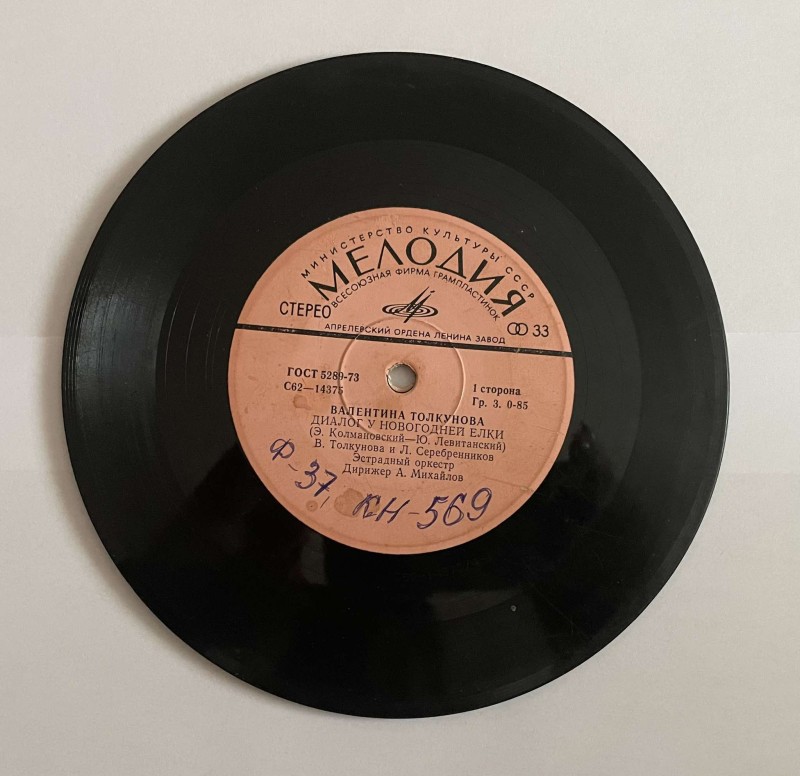 МИНИСТЕРСТВО КУЛЬТУРЫ СССР
МЕЛОДИЯ
ВСЕСОЮЗНАЯ ФИРМА ГРАМПЛАСТИНОК
СТЕРЕО
33
АПРЕЛЕВСКИЙ ОРДЕНА ЛЕНИНА ЗАВОД
ГОСТ 5289-73
С62—14375
1 сторона
Гр. 3. 0-85
ВАЛЕНТИНА ТОЛКУНОВА
ДИАЛОГ У НОВОГОДНЕЙ ЕЛКИ
(Э. Колмановский—Ю. Левитанский)
В. Толкунова и Л. Серебренников
Эстрадный оркестр
Дирижер А. Михайлов
Ф-37, КН-569